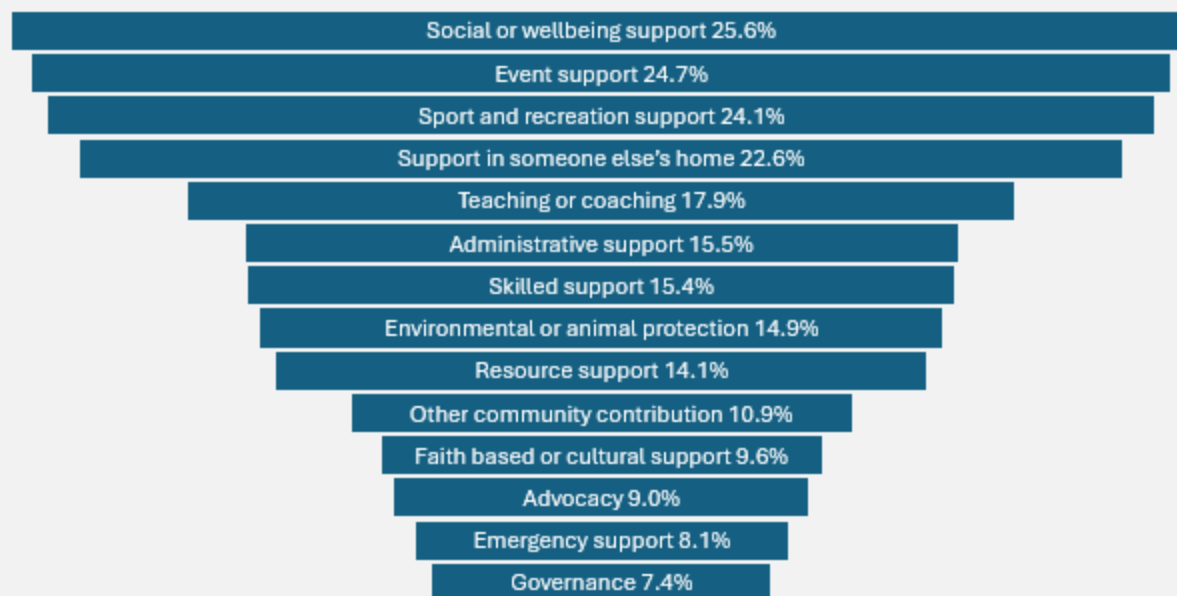 Social or wellbeing support 25.6%
Event support 24.7%
Sport and recreation support 24.1%
Support in someone else’s home 22.6%
Teaching or coaching 17.9%
Administrative support 15.5%
Skilled support 15.4%
Environmental or animal protection 14.9%
Resource support 14.1%
Other community contribution 10.9%
Faith based or cultural support 9.6%
Advocacy 9.0%
Emergency support 8.1%
Governance 7.4%